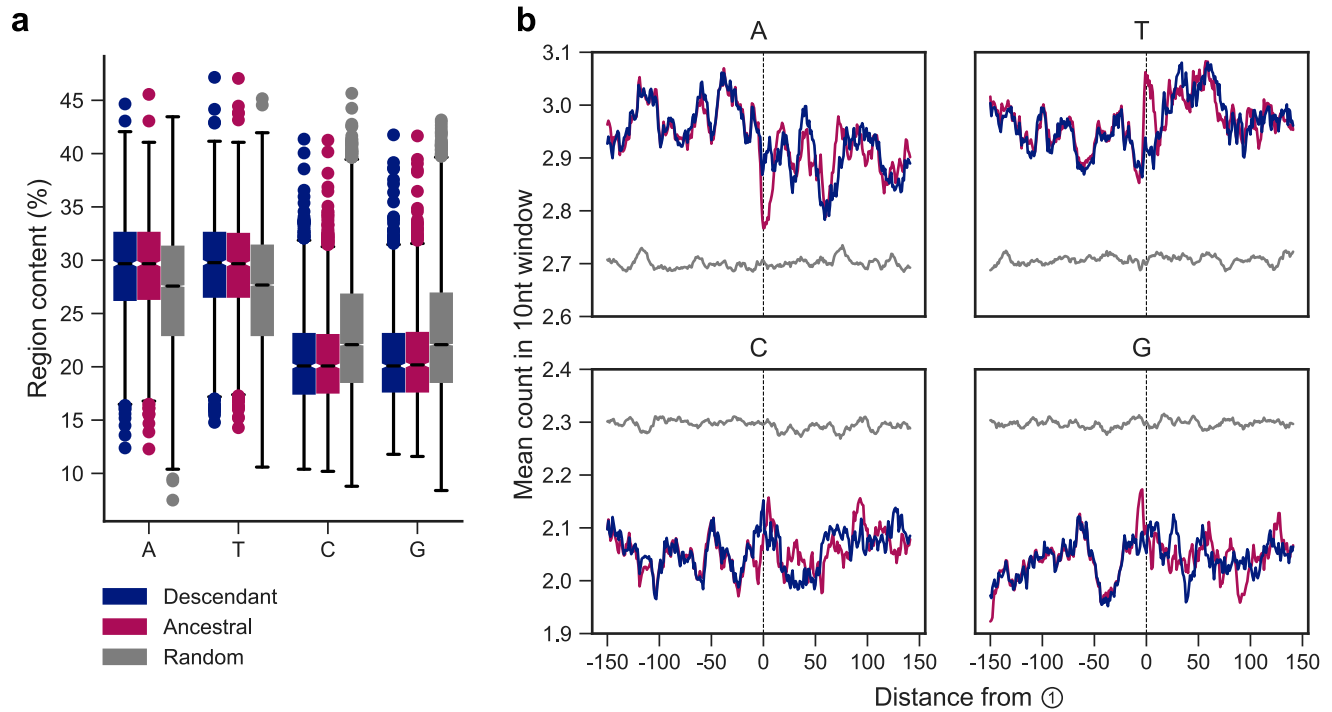 a
Region content (%)
45
40
35
30
25
20
15
10
A
T
C
G
Descendant
Ancestral
Random
b
Mean count in 10nt window
A
3.1
3.0
2.9
2.8
2.7
2.6
T
C
2.4
2.3
2.2
2.1
2.0
1.9
-150 -100 -50 0 50 100 150
G
-150 -100 -50 0 50 100 150
Distance from ①